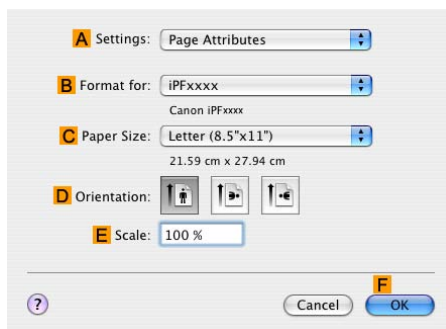 A Settings: Page Attributes
B Format for: iPFxxxx
Canon iPFxxxx
C Paper Size: Letter (8.5"x11")
21.59 cm x 27.94 cm
D Orientation:
E Scale: 100 %
F
? Cancel OK